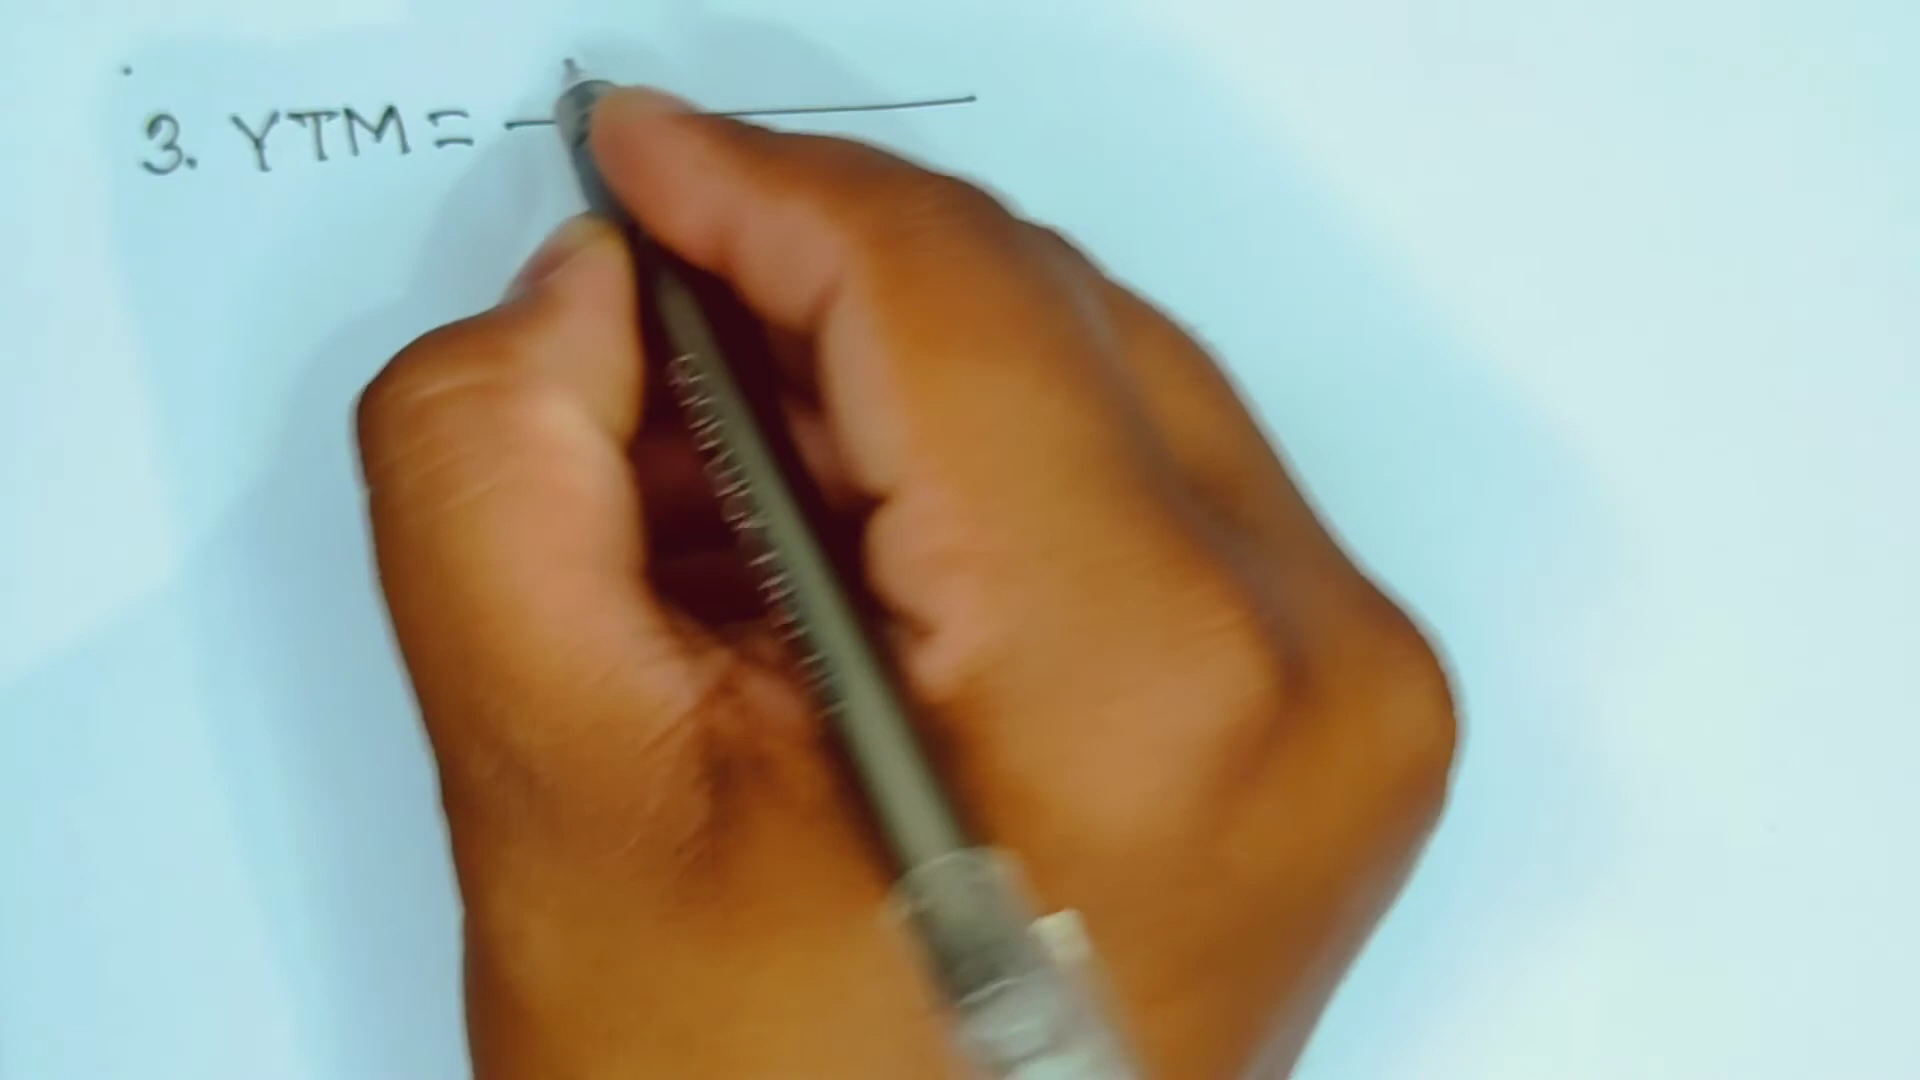 3. YTM =